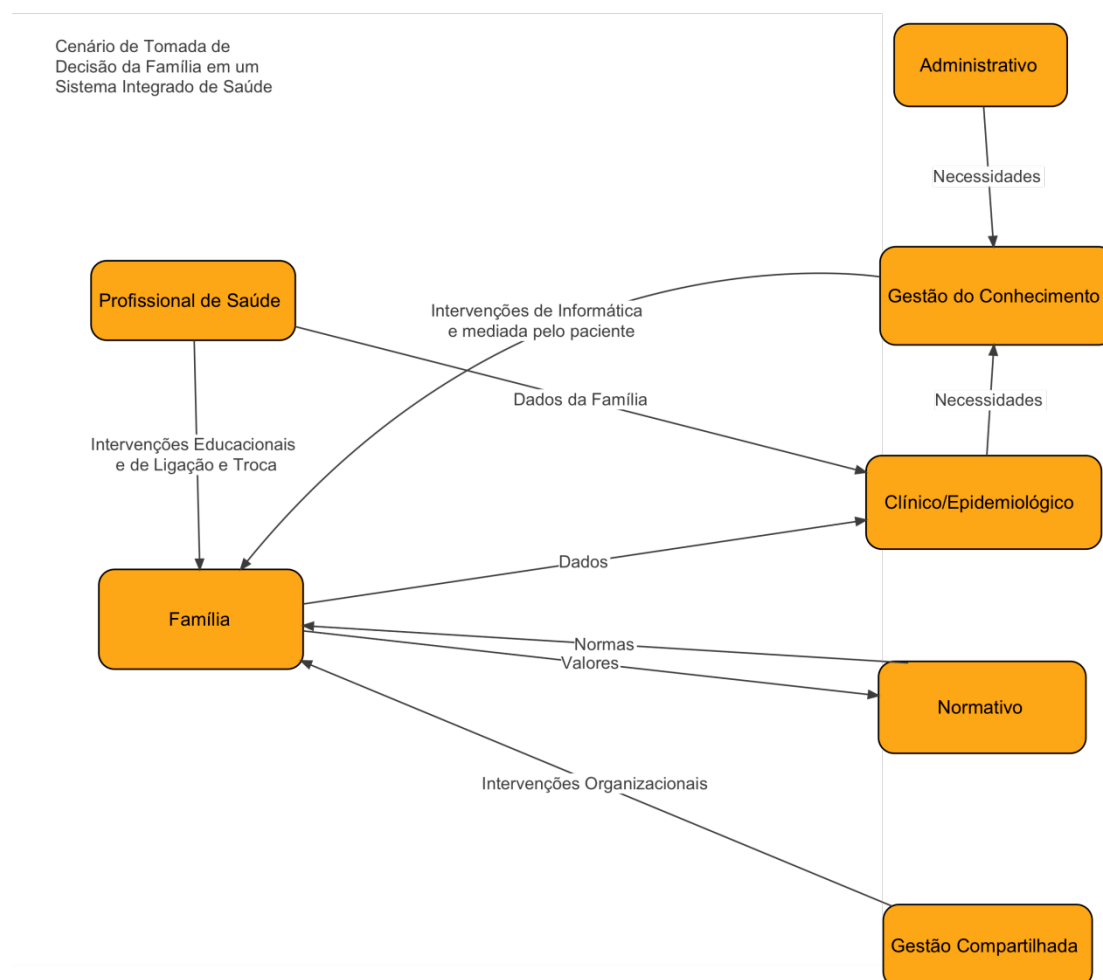 Cenário de Tomada de
Decisão da Família em um
Sistema Integrado de Saúde
Administrativo
Necessidades
Profissional de Saúde
Gestão do Conhecimento
Intervenções de Informática
e mediada pelo paciente
Dados da Família
Necessidades
Intervenções Educacionais
e de Ligação e Troca
Clínico/Epidemiológico
Dados
Família
Normas
Valores
Normativo
Intervenções Organizacionais
Gestão Compartilhada